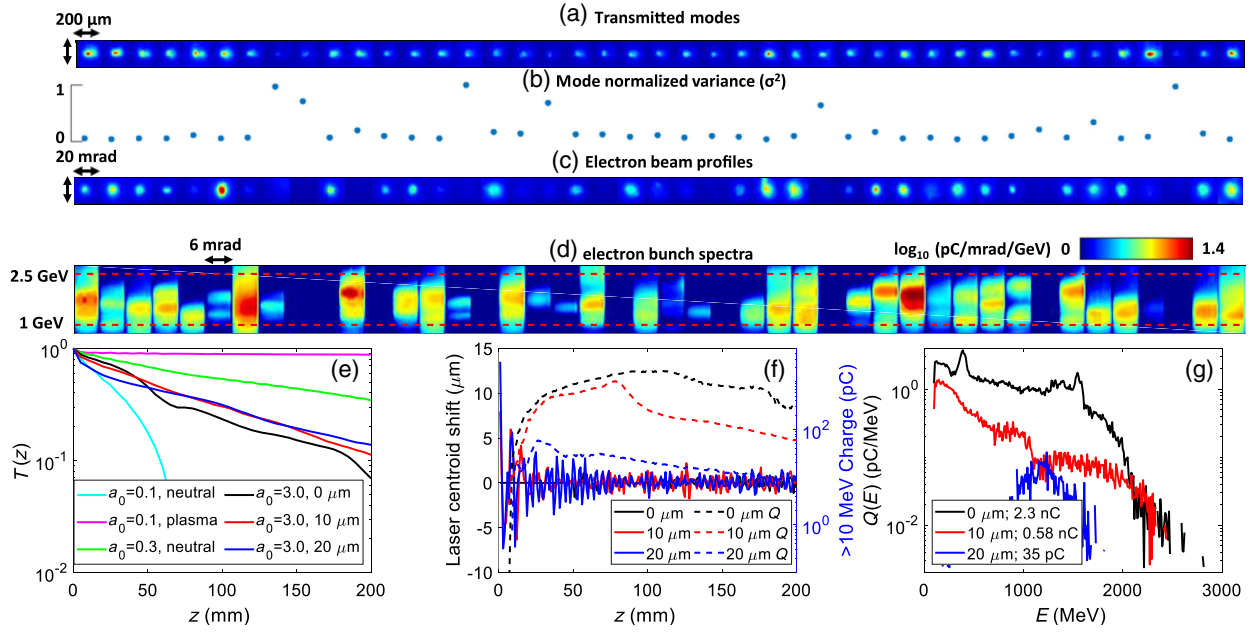 (a) Transmitted modes
200 μm
(b) Mode normalized variance (σ²)
1
0
20 mrad
(c) Electron beam profiles
6 mrad
(d) electron bunch spectra
log₁₀ (pC/mrad/GeV) 0 1.4
2.5 GeV
1 GeV
(e)
10⁰
10⁻¹
10⁻²
T(z)
a₀=0.1, neutral
a₀=0.1, plasma
a₀=0.3, neutral
a₀=3.0, 0 μm
a₀=3.0, 10 μm
a₀=3.0, 20 μm
0 50 100 150 200
z (mm)
(f)
15
10
5
0
-5
-10
Laser centroid shift (μm)
0 μm
10 μm
20 μm
0 μm Q
10 μm Q
20 μm Q
10²
10⁰
>10 MeV Charge (pC)
0 50 100 150 200
z (mm)
(g)
10⁰
10⁻²
Q(E) (pC/MeV)
0 μm; 2.3 nC
10 μm; 0.58 nC
20 μm; 35 pC
0 1000 2000 3000
E (MeV)